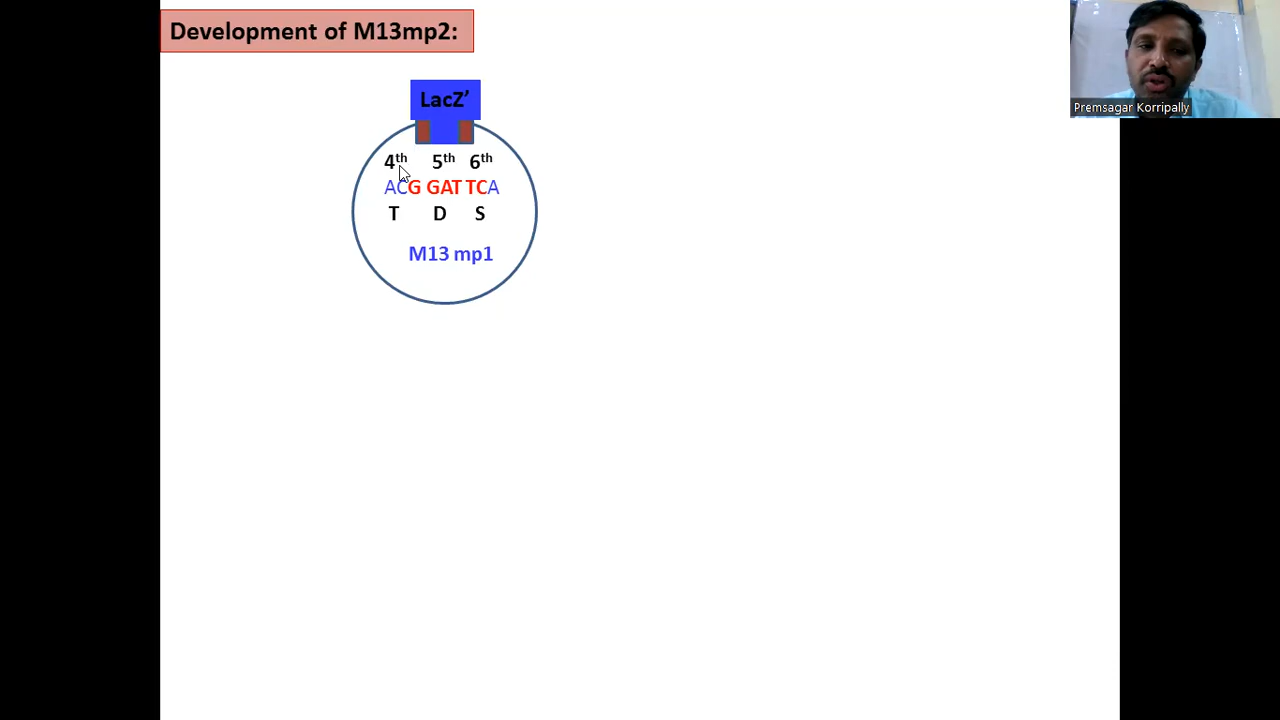 Development of M13mp2:
LacZ’
4th 5th 6th
ACG GAT TCA
T D S
M13 mp1
Premsagar Korripally